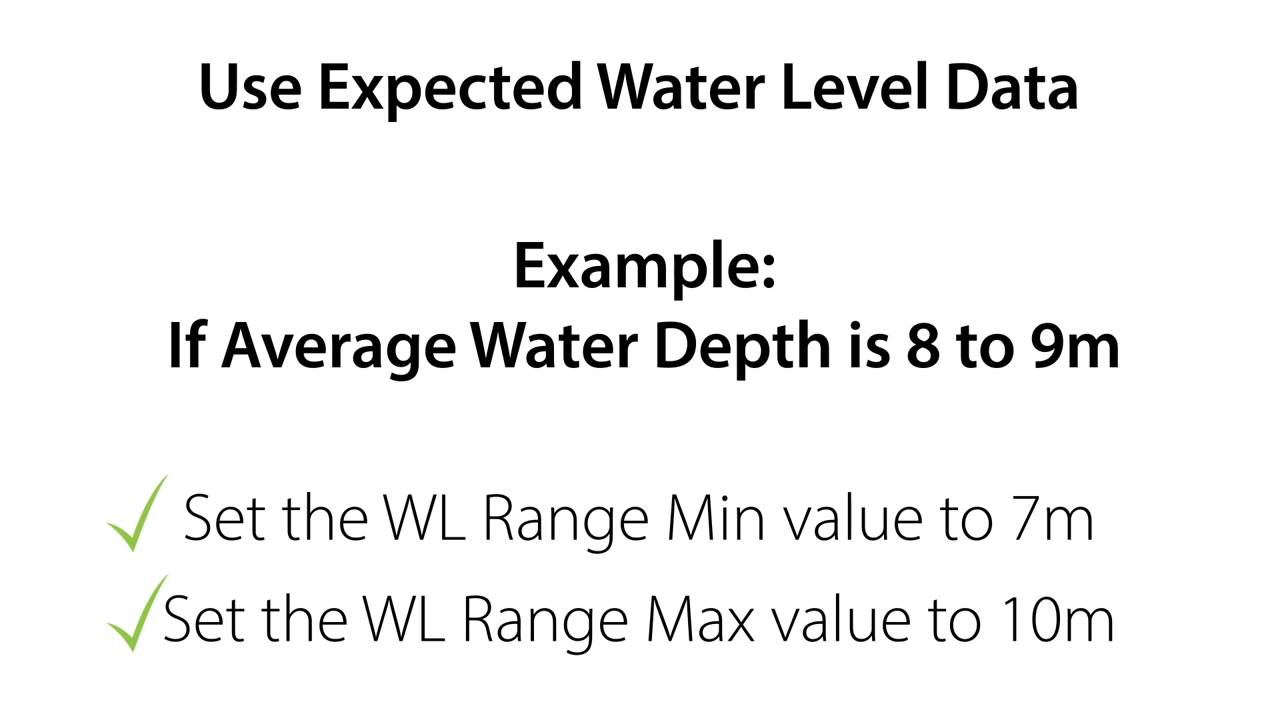 Use Expected Water Level Data
Example:
If Average Water Depth is 8 to 9m
Set the WL Range Min value to 7m
Set the WL Range Max value to 10m